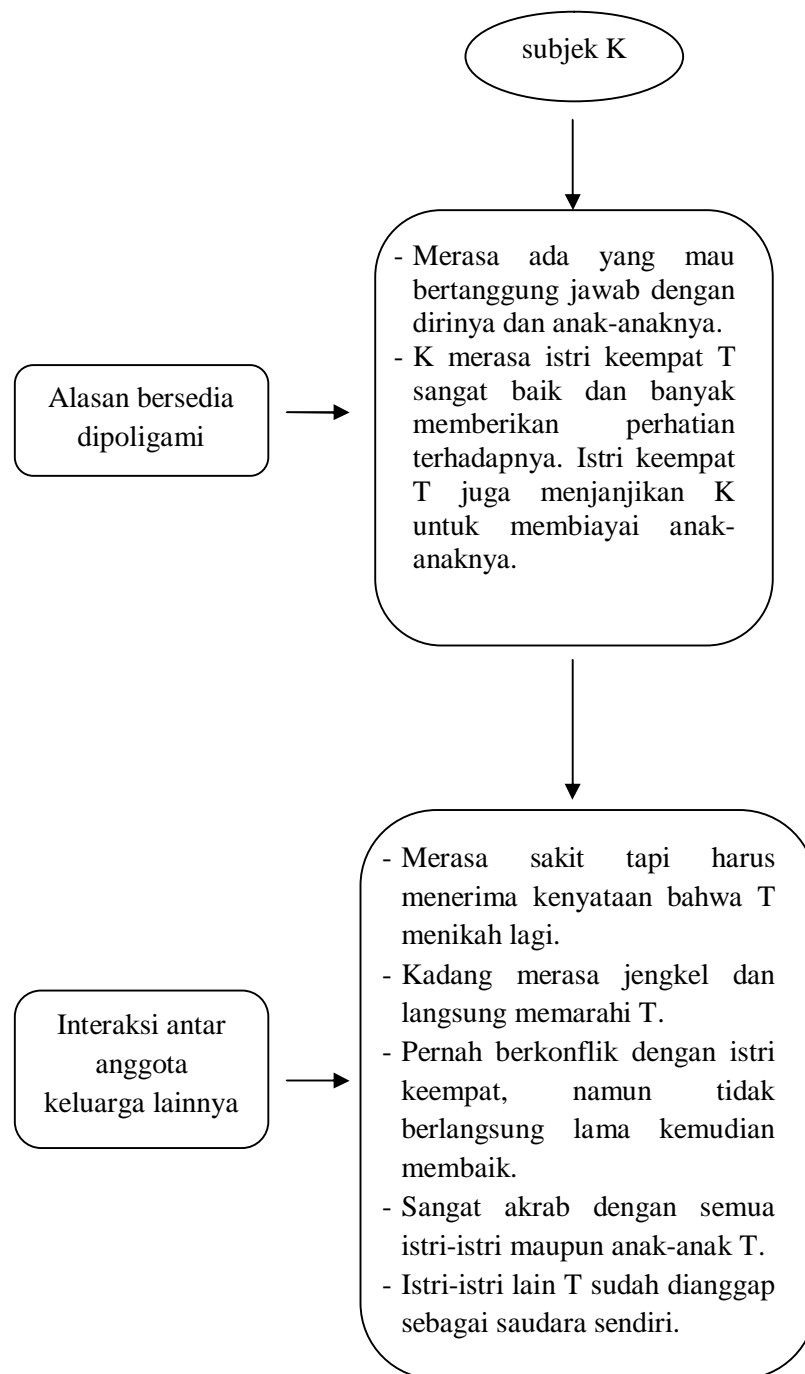 subjek K
- Merasa ada yang mau
bertanggung jawab dengan
dirinya dan anak-anaknya.
- K merasa istri keempat T
sangat baik dan banyak
memberikan perhatian
terhadapnya. Istri keempat
T juga menjanjikan K
untuk membiayai anak-
anaknya.
Alasan bersedia
dipoligami
- Merasa sakit tapi harus
menerima kenyataan bahwa T
menikah lagi.
- Kadang merasa jengkel dan
langsung memarahi T.
- Pernah berkonflik dengan istri
keempat, namun tidak
berlangsung lama kemudian
membaik.
- Sangat akrab dengan semua
istri-istri maupun anak-anak T.
- Istri-istri lain T sudah dianggap
sebagai saudara sendiri.
Interaksi antar
anggota
keluarga lainnya